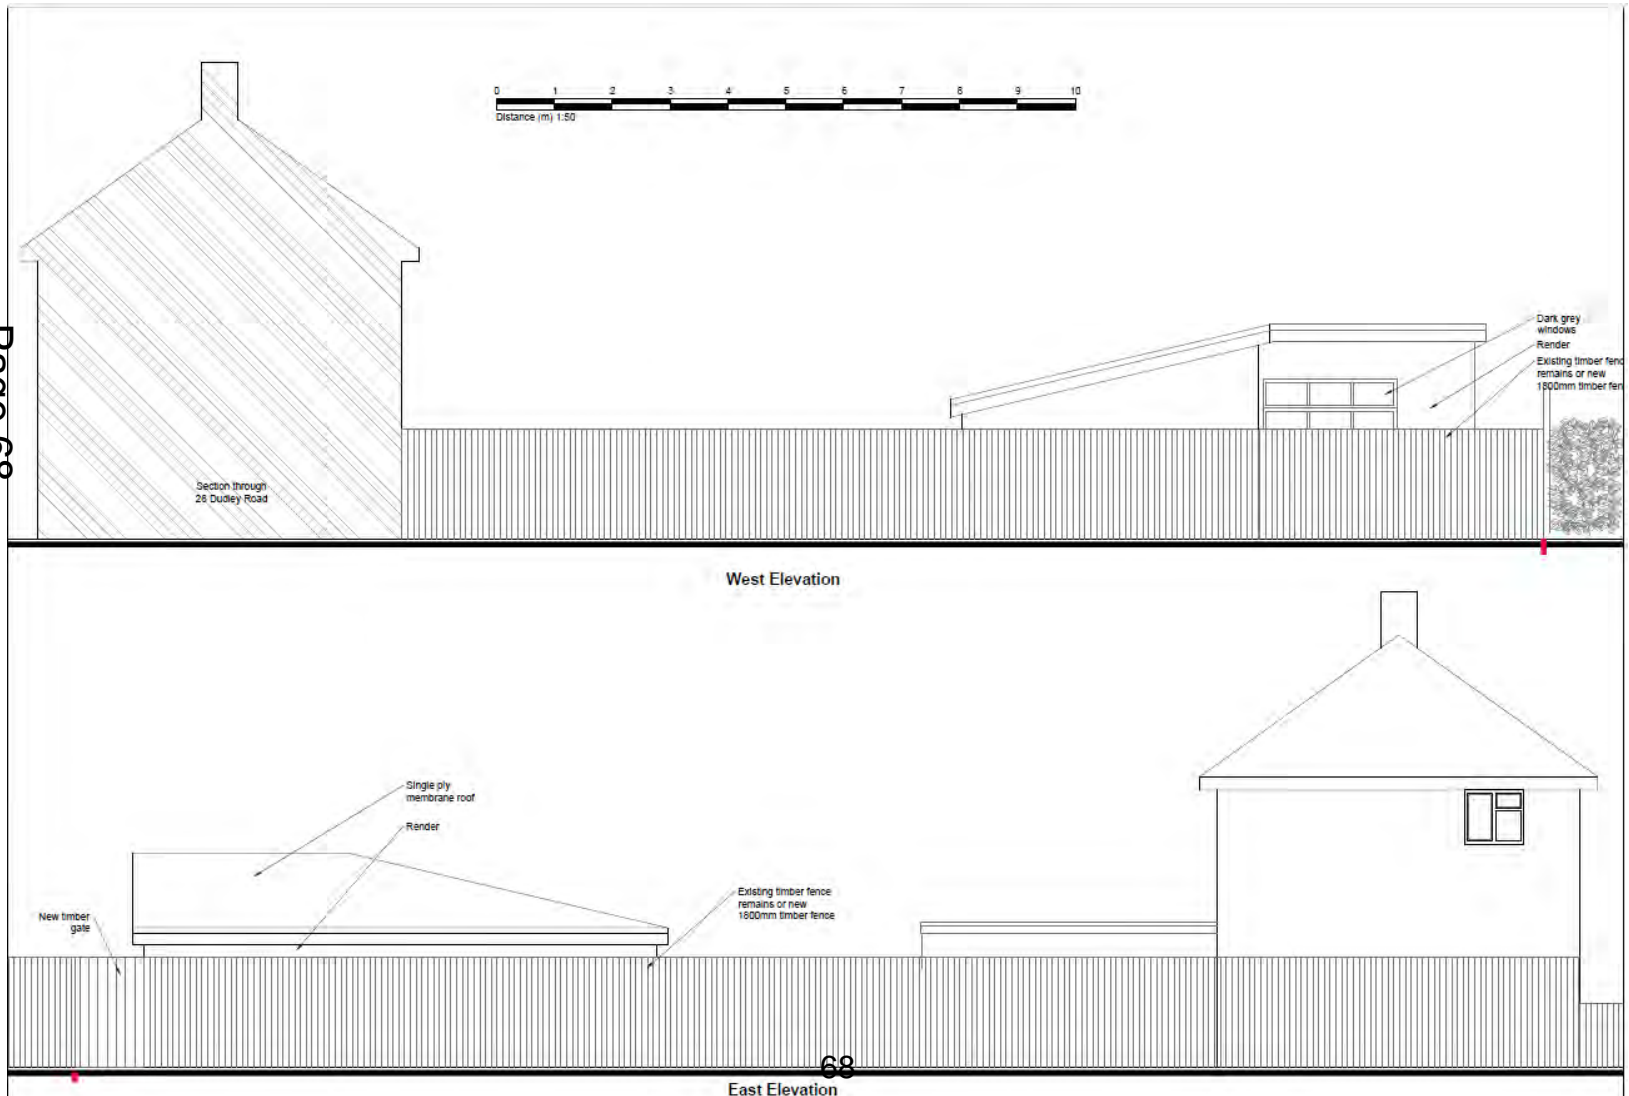 0 1 2 3 4 5 6 7 8 9 10
Distance (m) 1:50
Dark grey
windows
Render
Existing timber fenc
remains or new
1800mm timber fen
Section through
26 Dudley Road
West Elevation
Single ply
membrane roof
Render
Existing timber fence
remains or new
1800mm timber fence
New timber
gate
68
East Elevation